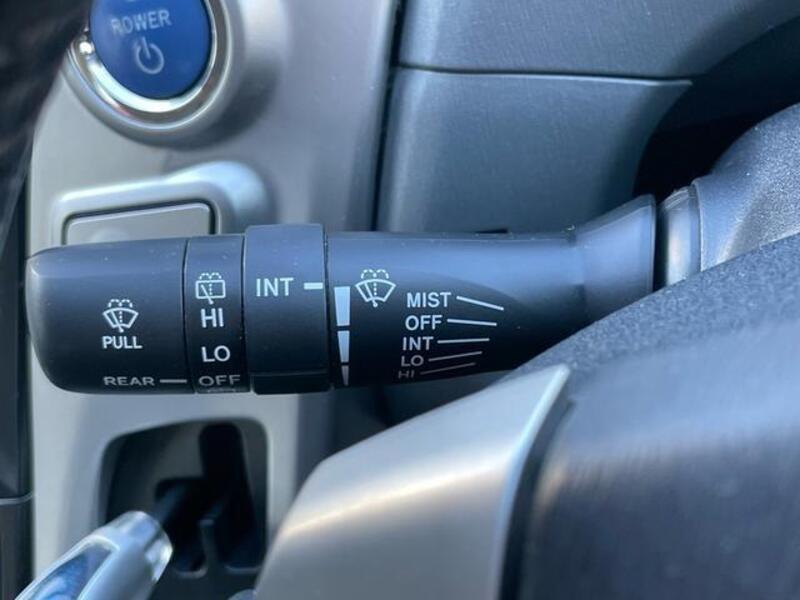 POWER
PULL
REAR
HI
LO
OFF
INT
MIST
OFF
INT
LO
HI